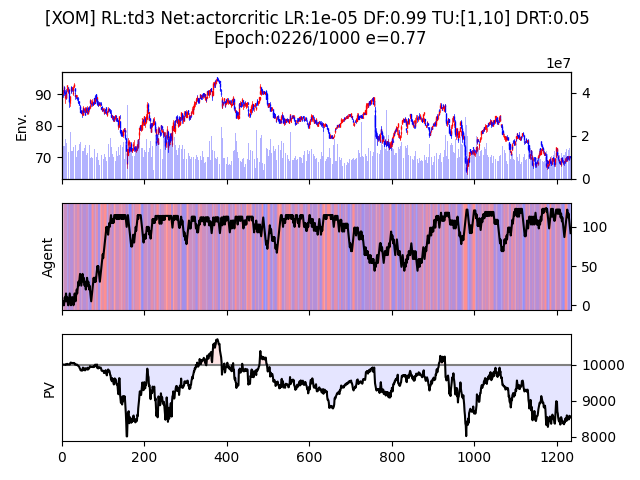 [XOM] RL:td3 Net:actorcritic LR:1e-05 DF:0.99 TU:[1,10] DRT:0.05
Epoch:0226/1000 e=0.77
1e7
Env.
90
80
70
4
2
0
Agent
100
50
0
PV
10000
9000
8000
0 200 400 600 800 1000 1200